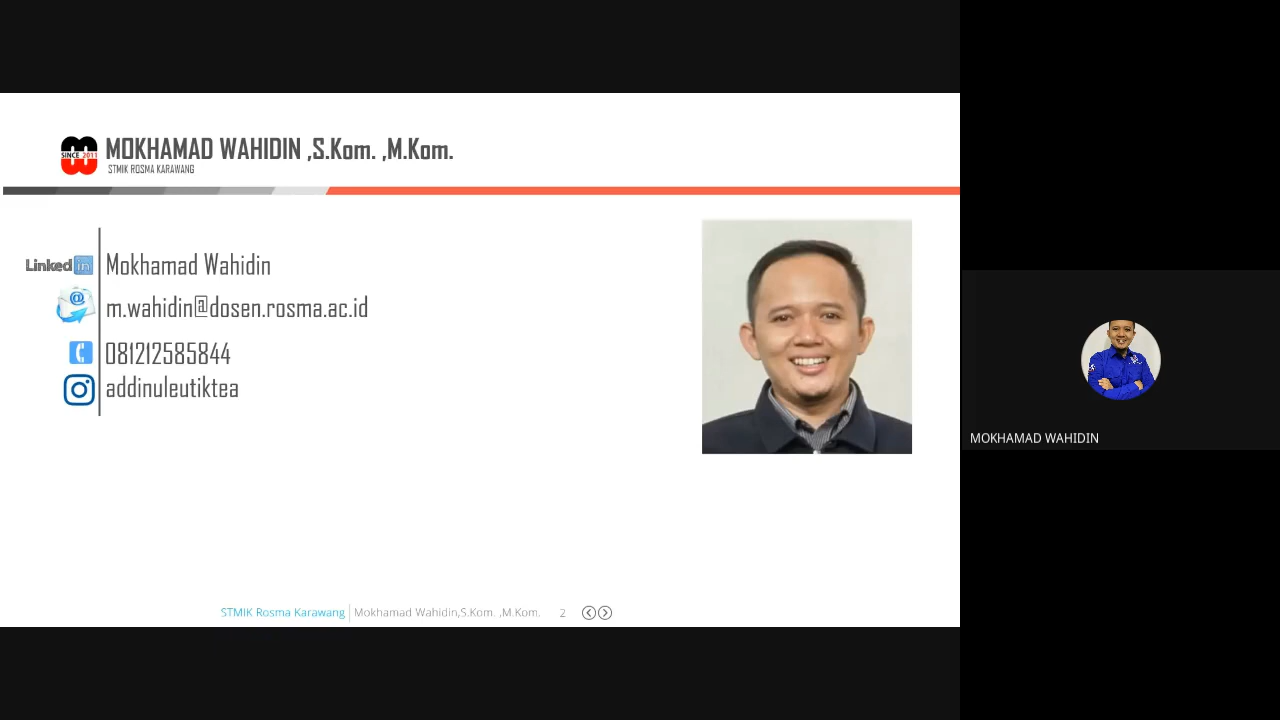 MOKHAMAD WAHIDIN ,S.Kom. ,M.Kom.
SINCE 2011
STMIK ROSMA KARAWANG
Linked in
Mokhamad Wahidin
@
m.wahidin@dosen.rosma.ac.id
081212585844
addinuleutiktea
MOKHAMAD WAHIDIN
STMIK Rosma Karawang Mokhamad Wahidin,S.Kom. ,M.Kom. 2